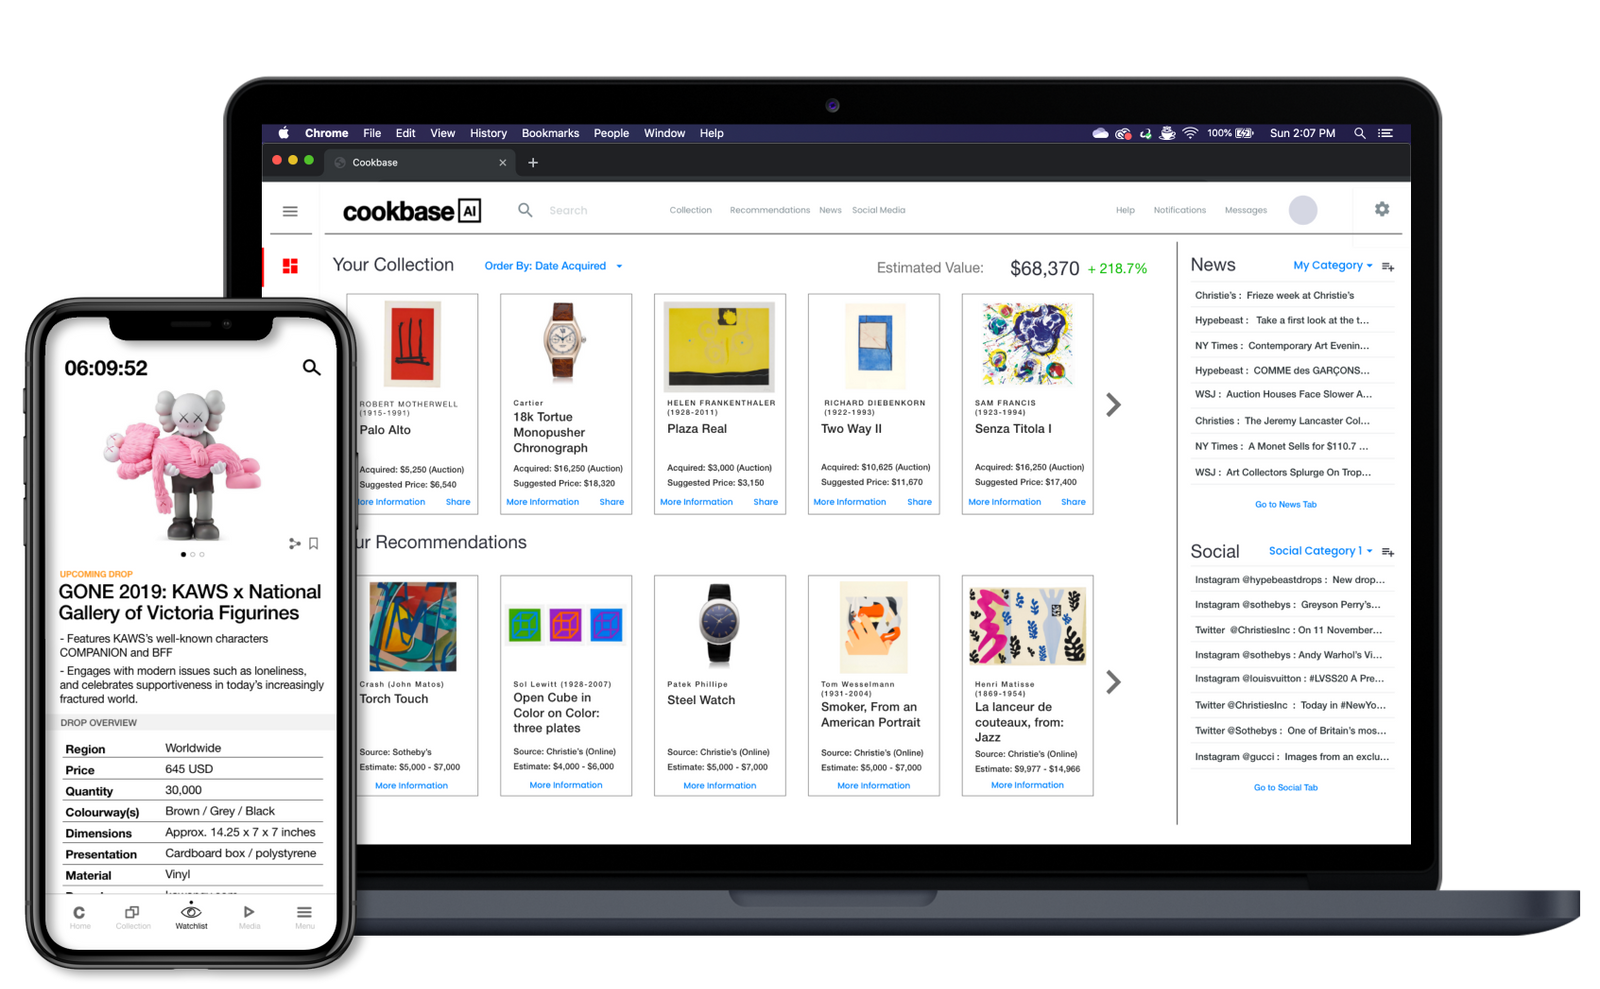 Chrome File Edit View History Bookmarks People Window Help
100% Sun 2:07 PM
Cookbase
cookbase AI
Search
Collection Recommendations News Social Media
Help Notifications Messages
Your Collection
Order By: Date Acquired
Estimated Value: $68,370 + 218.7%
ROBERT MOTHERWELL
(1915-1991)
Palo Alto
Acquired: $5,250 (Auction)
Suggested Price: $6,540
ore Information Share
Cartier
18k Tortue
Monopusher
Chronograph
Acquired: $16,250 (Auction)
Suggested Price: $18,320
More Information Share
HELEN FRANKENTHALER
(1928-2011)
Plaza Real
Acquired: $3,000 (Auction)
Suggested Price: $3,150
More Information Share
RICHARD DIEBENKORN
(1922-1993)
Two Way II
Acquired: $10,625 (Auction)
Suggested Price: $11,670
More Information Share
SAM FRANCIS
(1923-1994)
Senza Titola I
Acquired: $16,250 (Auction)
Suggested Price: $17,400
More Information Share
ur Recommendations
Crash (John Matos)
Torch Touch
Source: Sotheby's
Estimate: $5,000 - $7,000
More Information
Sol Lewitt (1928-2007)
Open Cube in
Color on Color:
three plates
Source: Christie's (Online)
Estimate: $4,000 - $6,000
More Information
Patek Phillipe
Steel Watch
Source: Christie's (Online)
Estimate: $5,000 - $7,000
More Information
Tom Wesselmann
(1931-2004)
Smoker, From an
American Portrait
Source: Christie's (Online)
Estimate: $5,000 - $7,000
More Information
Henri Matisse
(1869-1954)
La lanceur de
couteaux, from:
Jazz
Source: Christie's (Online)
Estimate: $9,977 - $14,966
More Information
News
My Category
Christie's : Frieze week at Christie's
Hypebeast : Take a first look at the t...
NY Times : Contemporary Art Evenin...
Hypebeast : COMME des GARÇONS...
WSJ : Auction Houses Face Slower A...
Christies : The Jeremy Lancaster Col...
NY Times : A Monet Sells for $110.7 ...
WSJ : Art Collectors Splurge On Trop...
Go to News Tab
Social
Social Category 1
Instagram @hypebeastdrops : New drop...
Instagram @sothebys : Greyson Perry's...
Twitter @ChristiesInc : On 11 November...
Instagram @sothebys : Andy Warhol's Vi...
Instagram @louisvuitton : #LVSS20 A Pre...
Twitter @ChristiesInc : Today in #NewYo...
Twitter @Sothebys : One of Britain's mos...
Instagram @gucci : Images from an exclu...
Go to Social Tab
06:09:52
UPCOMING DROP
GONE 2019: KAWS x National
Gallery of Victoria Figurines
- Features KAWS's well-known characters
COMPANION and BFF
- Engages with modern issues such as loneliness,
and celebrates supportiveness in today's increasingly
fractured world.
DROP OVERVIEW
Region Worldwide
Price 645 USD
Quantity 30,000
Colourway(s) Brown / Grey / Black
Dimensions Approx. 14.25 x 7 x 7 inches
Presentation Cardboard box / polystyrene
Material Vinyl
Home Collection Watchlist Media Menu